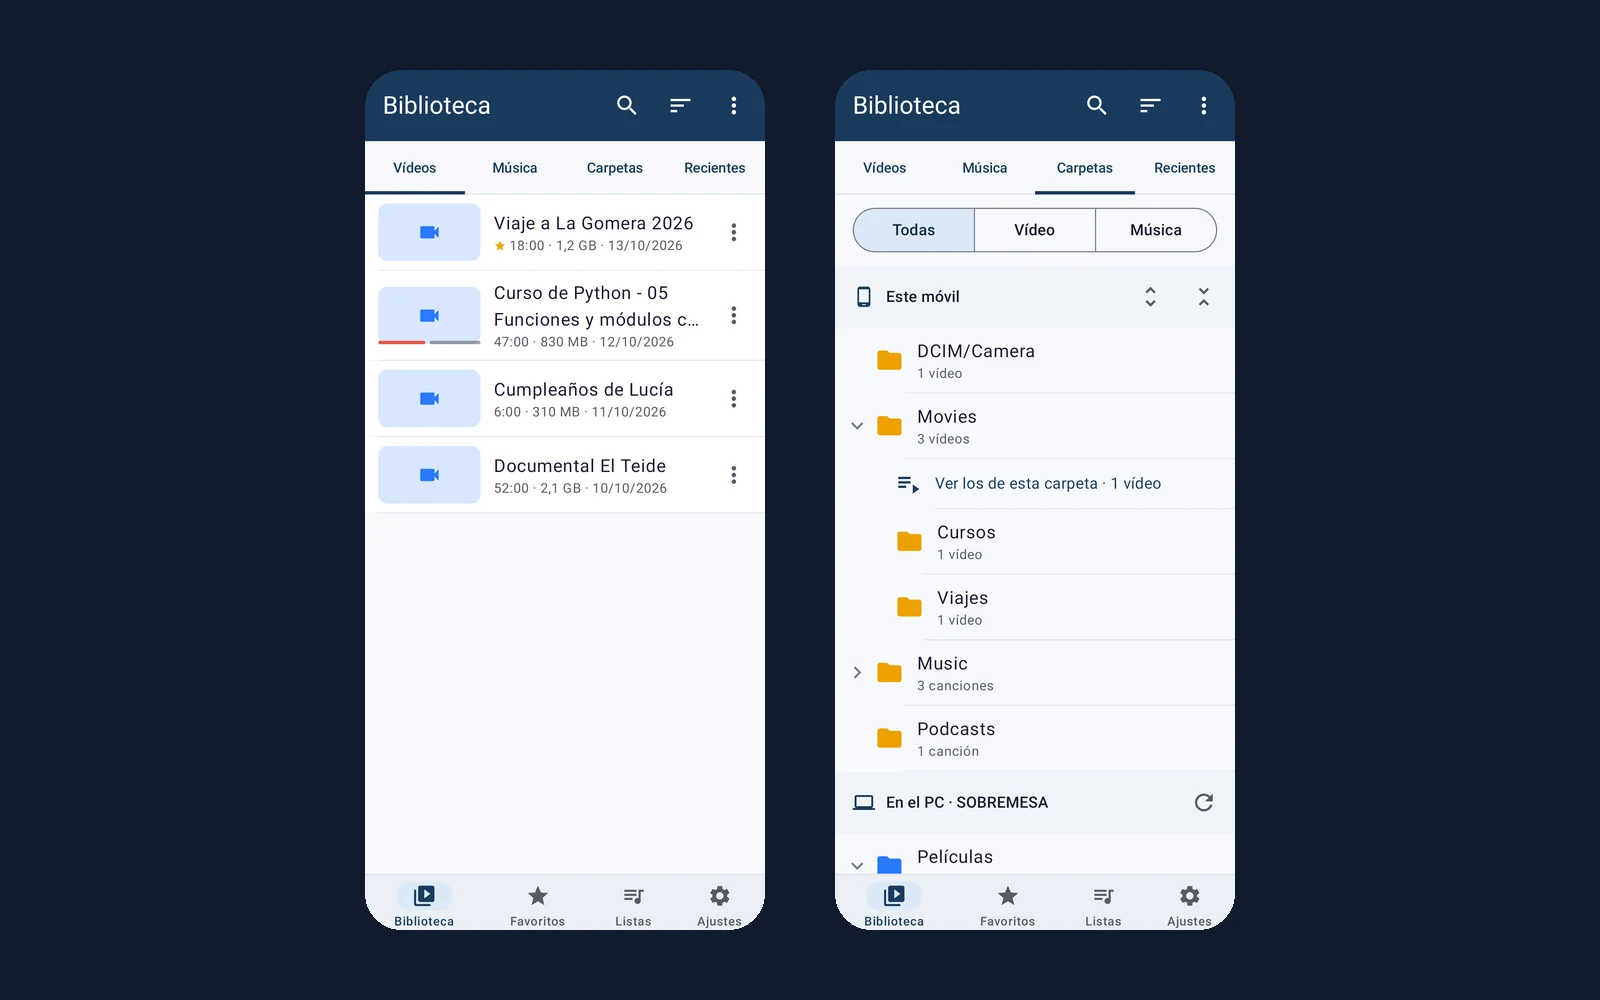 Biblioteca
Vídeos Música Carpetas Recientes
Viaje a La Gomera 2026
18:00 · 1,2 GB · 13/10/2026
Curso de Python - 05
Funciones y módulos c…
47:00 · 830 MB · 12/10/2026
Cumpleaños de Lucía
6:00 · 310 MB · 11/10/2026
Documental El Teide
52:00 · 2,1 GB · 10/10/2026
Biblioteca Favoritos Listas Ajustes
Biblioteca
Vídeos Música Carpetas Recientes
Todas Vídeo Música
Este móvil
DCIM/Camera
1 vídeo
Movies
3 vídeos
Ver los de esta carpeta · 1 vídeo
Cursos
1 vídeo
Viajes
1 vídeo
Music
3 canciones
Podcasts
1 canción
En el PC · SOBREMESA
Películas
Biblioteca Favoritos Listas Ajustes